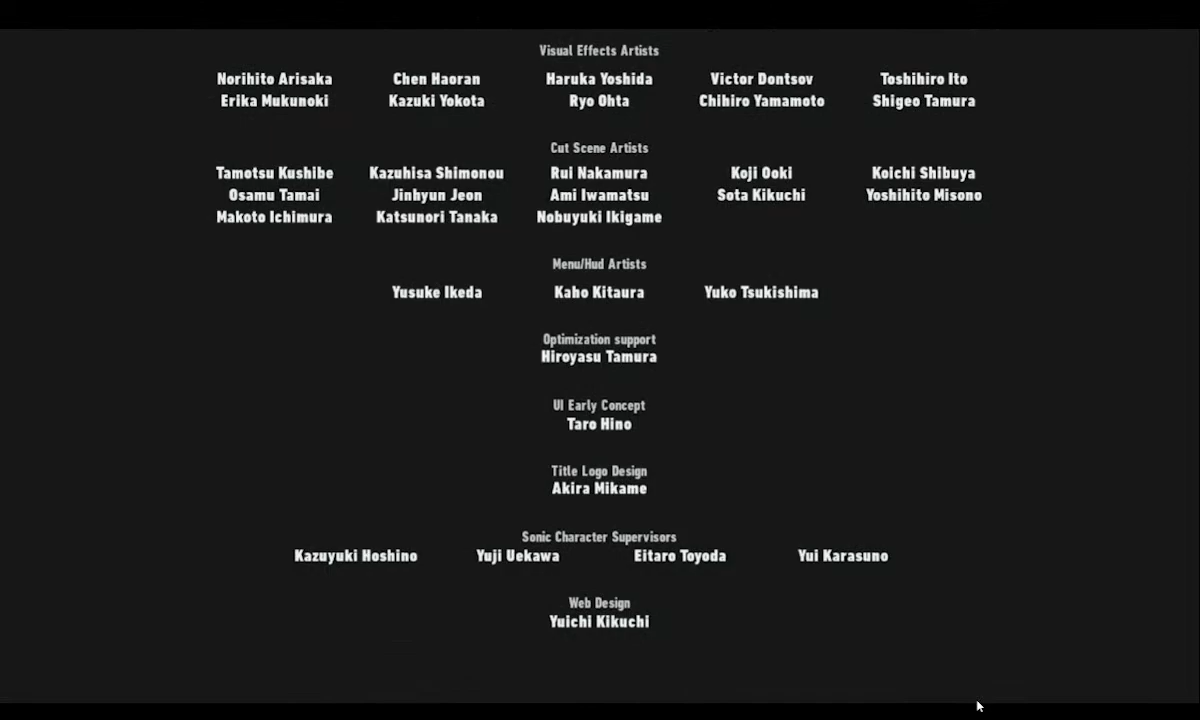 Visual Effects Artists
Norihito Arisaka Chen Haoran Haruka Yoshida Victor Dontsov Toshihiro Ito
Erika Mukunoki Kazuki Yokota Ryo Ohta Chihiro Yamamoto Shigeo Tamura
Cut Scene Artists
Tamotsu Kushibe Kazuhisa Shimonou Rui Nakamura Koji Ooki Koichi Shibuya
Osamu Tamai Jinhyun Jeon Ami Iwamatsu Sota Kikuchi Yoshihito Misono
Makoto Ichimura Katsunori Tanaka Nobuyuki Ikigame
Menu/Hud Artists
Yusuke Ikeda Kaho Kitaura Yuko Tsukishima
Optimization support
Hiroyasu Tamura
UI Early Concept
Taro Hino
Title Logo Design
Akira Mikame
Sonic Character Supervisors
Kazuyuki Hoshino Yuji Uekawa Eitaro Toyoda Yui Karasuno
Web Design
Yuichi Kikuchi